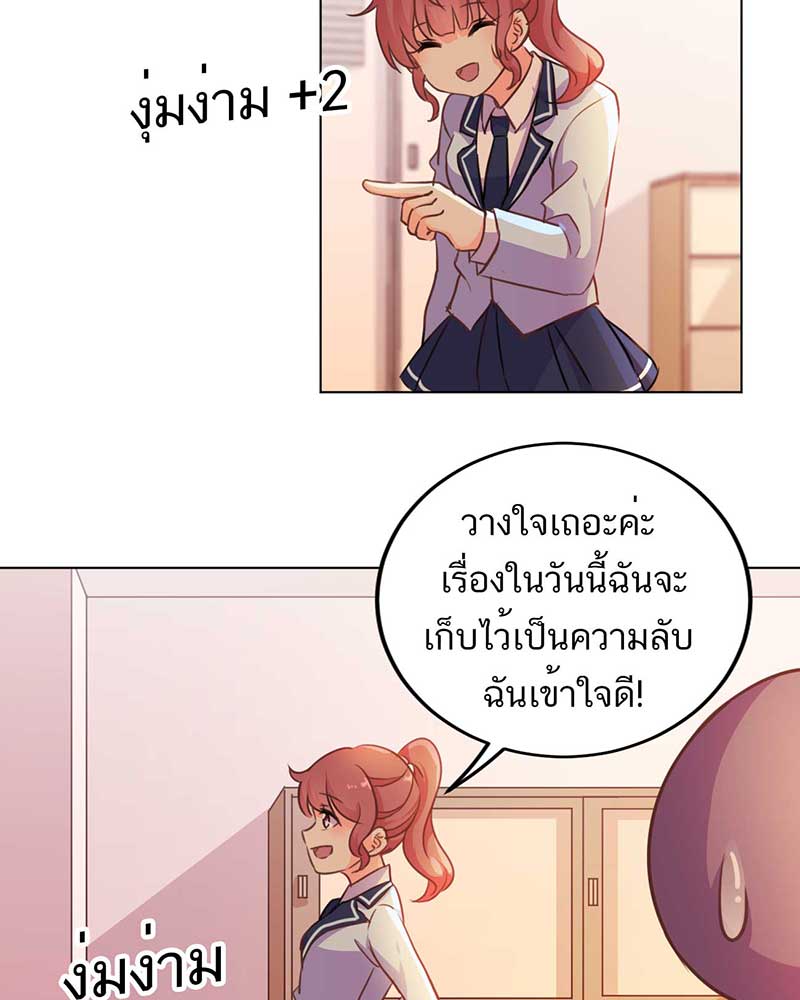 งุ่มง่าม +2
วางใจเถอะค่ะ
เรื่องในวันนี้ฉันจะ
เก็บไว้เป็นความลับ
ฉันเข้าใจดี!
งุ่มง่าม